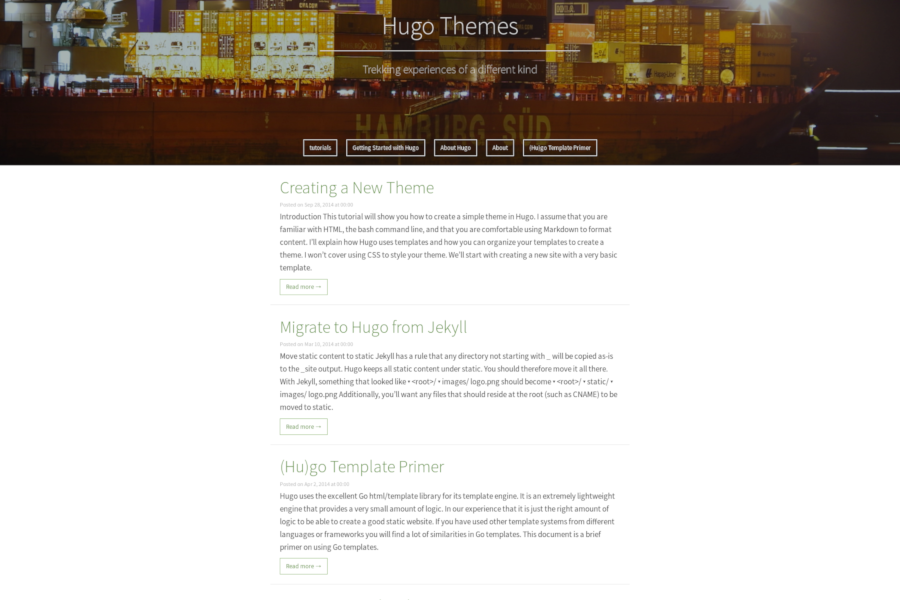 Hugo Themes
Trekking experiences of a different kind
HAMBURG SÜD
tutorials
Getting Started with Hugo
About Hugo
About
(Hu)go Template Primer
Creating a New Theme
Posted on Sep 28, 2014 at 00:00
Introduction This tutorial will show you how to create a simple theme in Hugo. I assume that you are
familiar with HTML, the bash command line, and that you are comfortable using Markdown to format
content. I'll explain how Hugo uses templates and how you can organize your templates to create a
theme. I won't cover using CSS to style your theme. We'll start with creating a new site with a very basic
template.
Read more →
Migrate to Hugo from Jekyll
Posted on Mar 10, 2014 at 00:00
Move static content to static Jekyll has a rule that any directory not starting with _ will be copied as-is
to the _site output. Hugo keeps all static content under static. You should therefore move it all there.
With Jekyll, something that looked like ▪ <root>/ ▪ images/ logo.png should become ▪ <root>/ ▪ static/ ▪
images/ logo.png Additionally, you'll want any files that should reside at the root (such as CNAME) to be
moved to static.
Read more →
(Hu)go Template Primer
Posted on Apr 2, 2014 at 00:00
Hugo uses the excellent Go html/template library for its template engine. It is an extremely lightweight
engine that provides a very small amount of logic. In our experience that it is just the right amount of
logic to be able to create a good static website. If you have used other template systems from different
languages or frameworks you will find a lot of similarities in Go templates. This document is a brief
primer on using Go templates.
Read more →